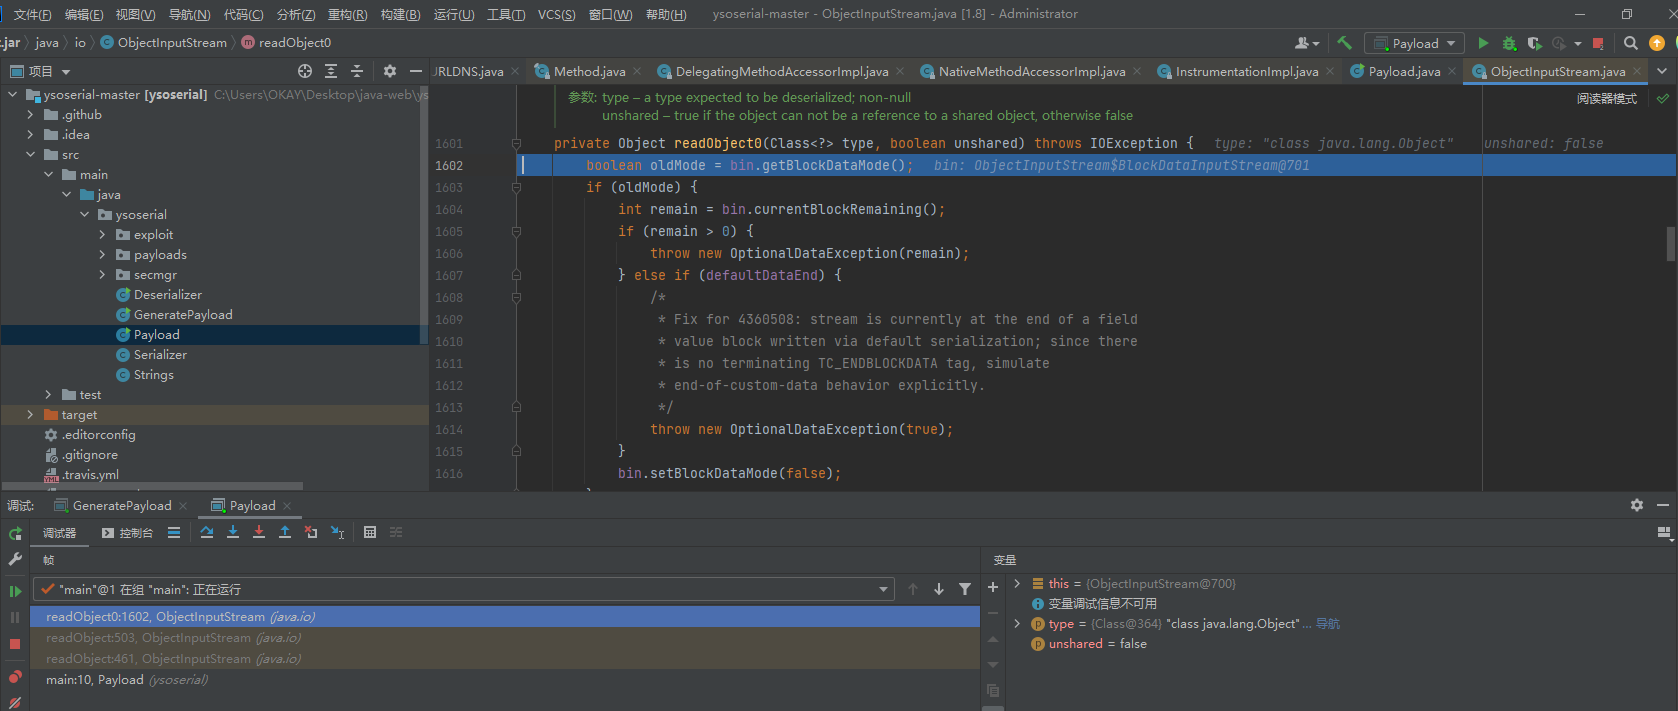 文件(F) 编辑(E) 视图(V) 导航(N) 代码(C) 分析(Z) 重构(R) 构建(B) 运行(U) 工具(T) VCS(S) 窗口(W) 帮助(H) ysoserial-master - ObjectInputStream.java [1.8] - Administrator
.jar java io ObjectInputStream readObject0 Payload
项目
ysoserial-master [ysoserial] C:\Users\OKAY\Desktop\java-web\ys
.github
.idea
src
main
java
ysoserial
exploit
payloads
secmgr
Deserializer
GeneratePayload
Payload
Serializer
Strings
test
target
.editorconfig
.gitignore
.travis.yml
JRLDNS.java Method.java DelegatingMethodAccessorImpl.java NativeMethodAccessorImpl.java InstrumentationImpl.java Payload.java ObjectInputStream.java
阅读器模式
参数: type – a type expected to be deserialized; non-null
unshared – true if the object can not be a reference to a shared object, otherwise false
1601 private Object readObject0(Class<?> type, boolean unshared) throws IOException { type: "class java.lang.Object" unshared: false
1602 boolean oldMode = bin.getBlockDataMode(); bin: ObjectInputStream$BlockDataInputStream@701
1603 if (oldMode) {
1604 int remain = bin.currentBlockRemaining();
1605 if (remain > 0) {
1606 throw new OptionalDataException(remain);
1607 } else if (defaultDataEnd) {
1608 /*
1609 * Fix for 4360508: stream is currently at the end of a field
1610 * value block written via default serialization; since there
1611 * is no terminating TC_ENDBLOCKDATA tag, simulate
1612 * end-of-custom-data behavior explicitly.
1613 */
1614 throw new OptionalDataException(true);
1615 }
1616 bin.setBlockDataMode(false);
调试: GeneratePayload Payload
调试器 控制台
帧
"main"@1 在组 "main": 正在运行
readObject0:1602, ObjectInputStream (java.io)
readObject:503, ObjectInputStream (java.io)
readObject:461, ObjectInputStream (java.io)
main:10, Payload (ysoserial)
变量
this = {ObjectInputStream@700}
变量调试信息不可用
type = {Class@364} "class java.lang.Object"... 导航
unshared = false